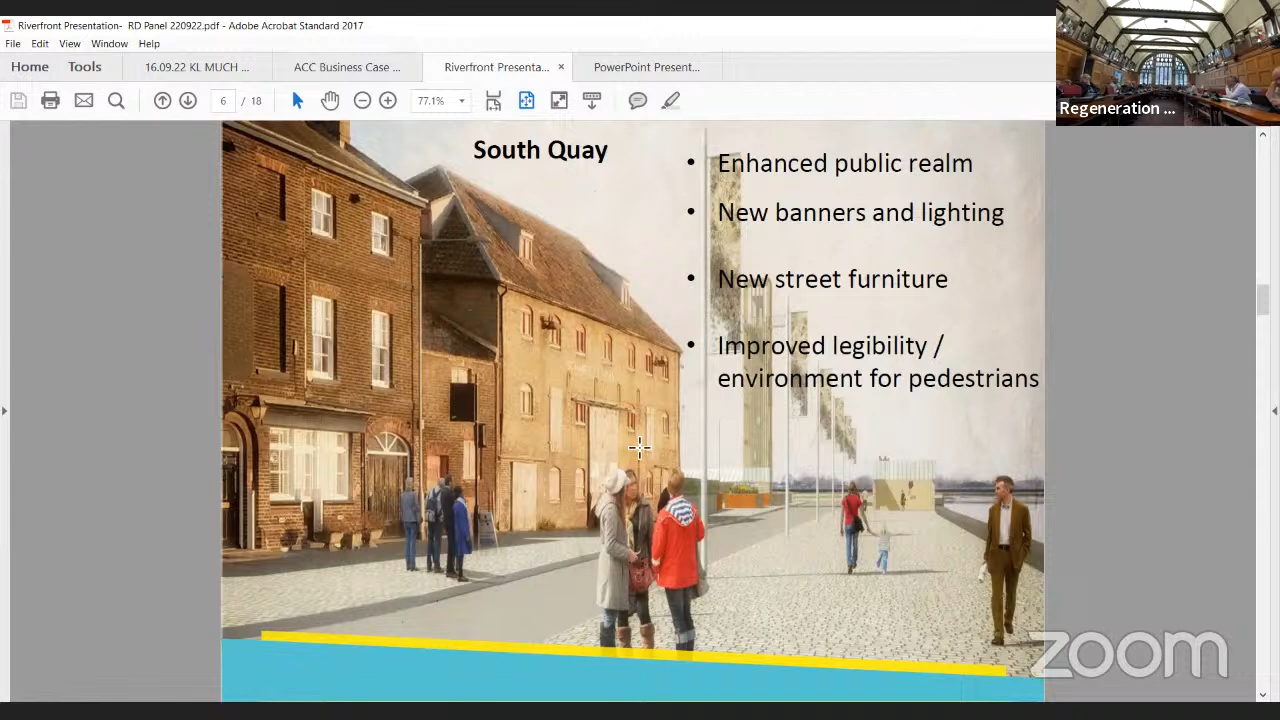 Riverfront Presentation- RD Panel 220922.pdf - Adobe Acrobat Standard 2017
File Edit View Window Help
Home Tools 16.09.22 KL MUCH ... ACC Business Case ... Riverfront Presenta... × PowerPoint Present...
6 / 18 77.1%
Regeneration ...
South Quay
• Enhanced public realm
• New banners and lighting
• New street furniture
• Improved legibility /
environment for pedestrians
zoom